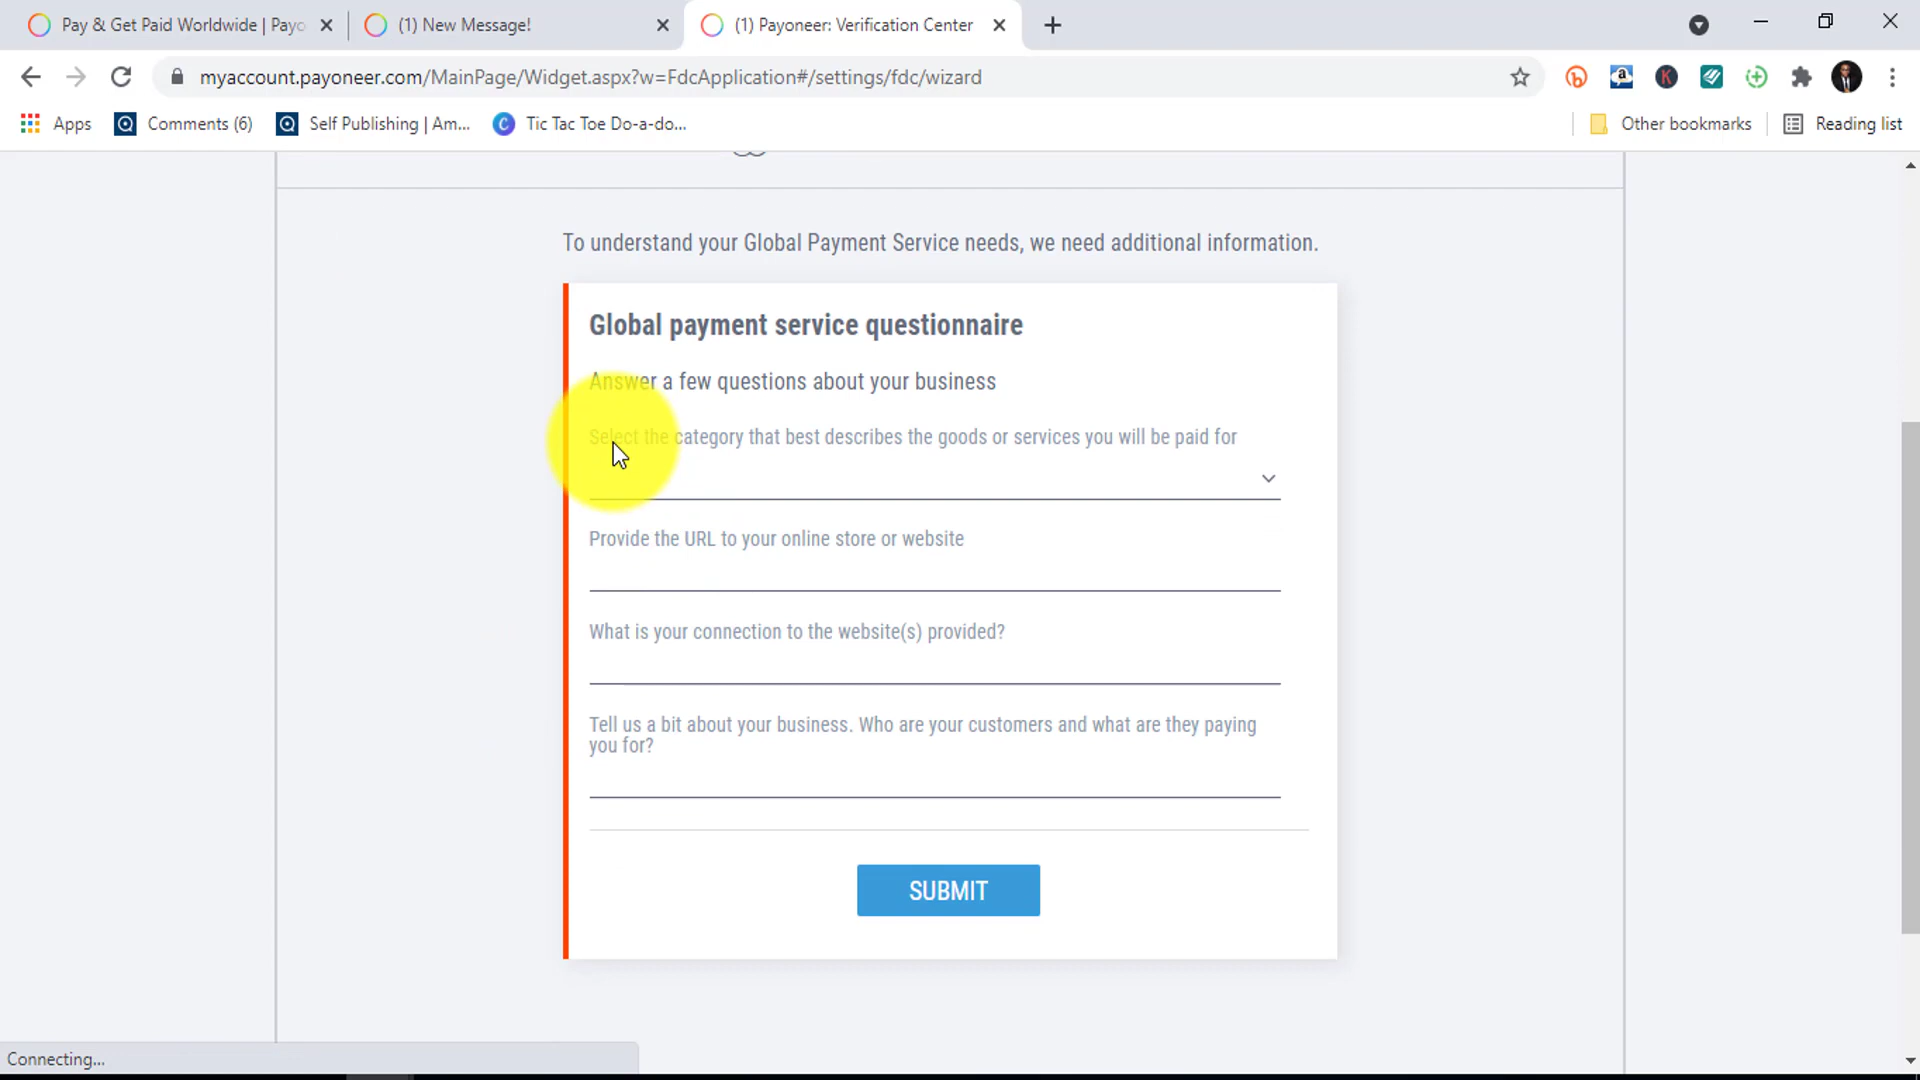 Pay & Get Paid Worldwide | Payo
(1) New Message!
(1) Payoneer: Verification Center
myaccount.payoneer.com/MainPage/Widget.aspx?w=FdcApplication#/settings/fdc/wizard
Apps
Comments (6)
Self Publishing | Am...
Tic Tac Toe Do-a-do...
Other bookmarks
Reading list
To understand your Global Payment Service needs, we need additional information.
Global payment service questionnaire
Answer a few questions about your business
Select the category that best describes the goods or services you will be paid for
Provide the URL to your online store or website
What is your connection to the website(s) provided?
Tell us a bit about your business. Who are your customers and what are they paying
you for?
SUBMIT
Connecting...